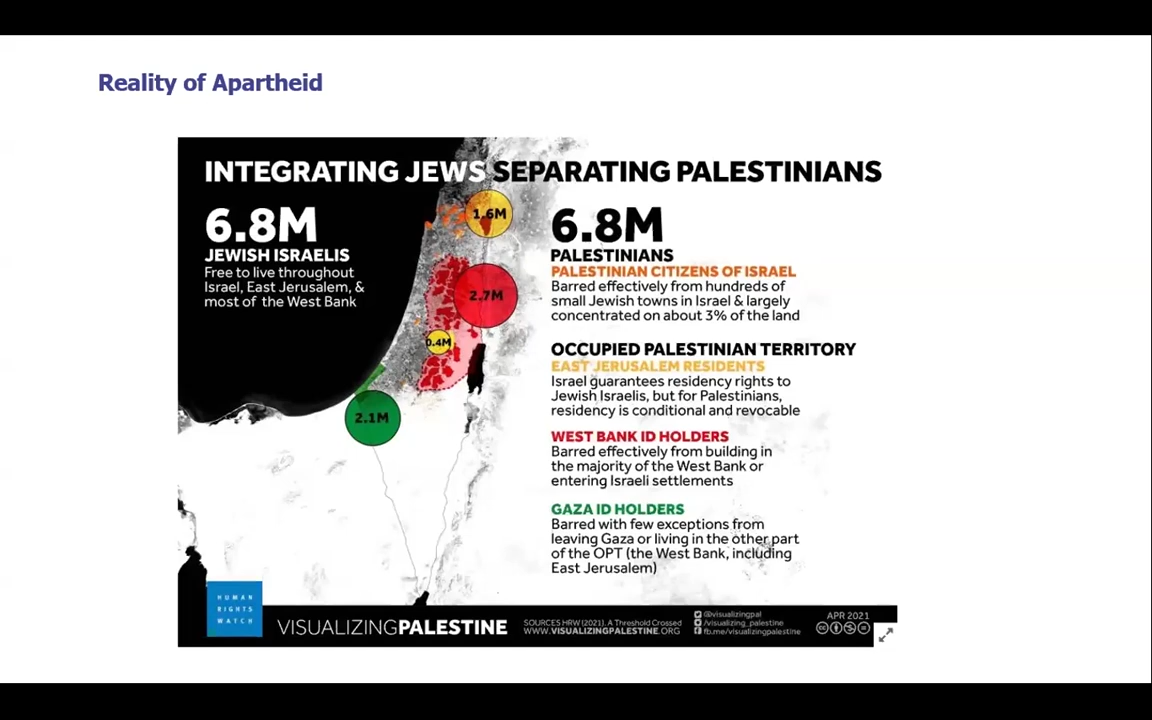 Reality of Apartheid
INTEGRATING JEWS SEPARATING PALESTINIANS
6.8M
JEWISH ISRAELIS
Free to live throughout
Israel, East Jerusalem, &
most of the West Bank
1.6M
2.7M
0.4M
2.1M
6.8M
PALESTINIANS
PALESTINIAN CITIZENS OF ISRAEL
Barred effectively from hundreds of
small Jewish towns in Israel & largely
concentrated on about 3% of the land
OCCUPIED PALESTINIAN TERRITORY
EAST JERUSALEM RESIDENTS
Israel guarantees residency rights to
Jewish Israelis, but for Palestinians,
residency is conditional and revocable
WEST BANK ID HOLDERS
Barred effectively from building in
the majority of the West Bank or
entering Israeli settlements
GAZA ID HOLDERS
Barred with few exceptions from
leaving Gaza or living in the other part
of the OPT (the West Bank, including
East Jerusalem)
HUMAN
RIGHTS
WATCH
VISUALIZINGPALESTINE
SOURCES HRW (2021), A Threshold Crossed
WWW.VISUALIZINGPALESTINE.ORG
@visualizingpal
/visualizing_palestine
fb.me/visualizingpalestine
APR 2021